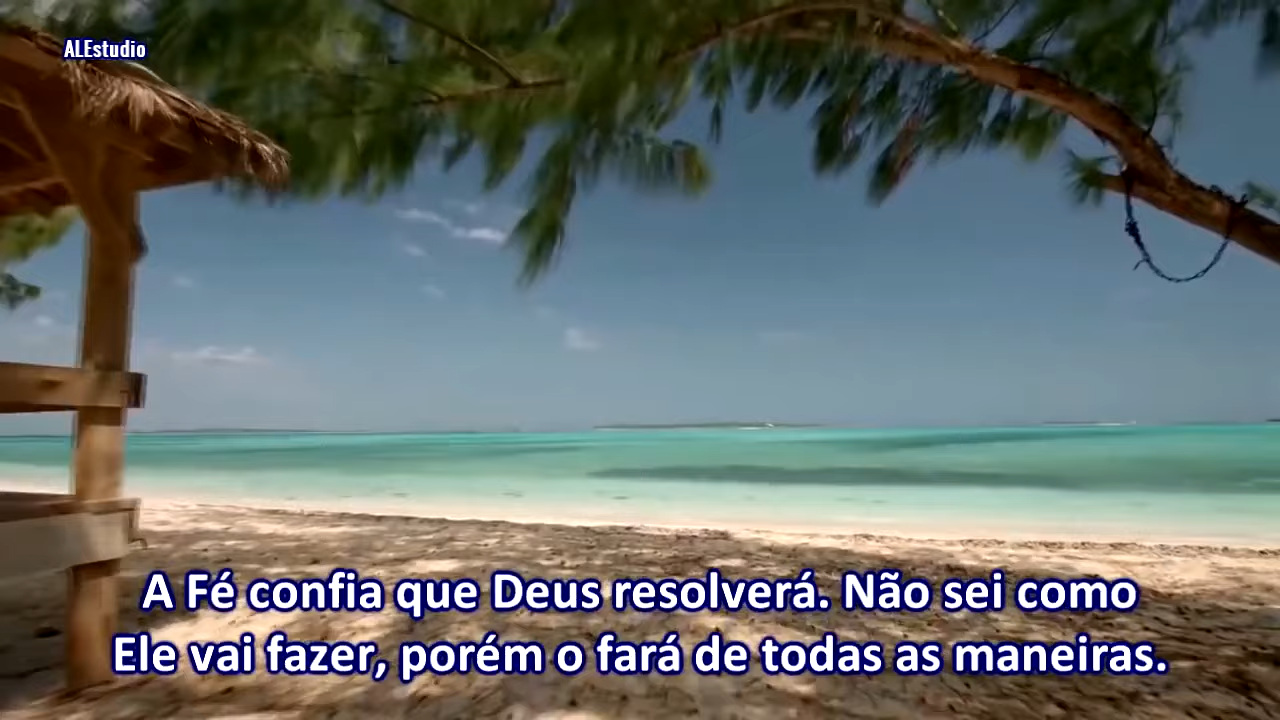 ALEstudio
A Fé confia que Deus resolverá. Não sei como
Ele vai fazer, porém o fará de todas as maneiras.